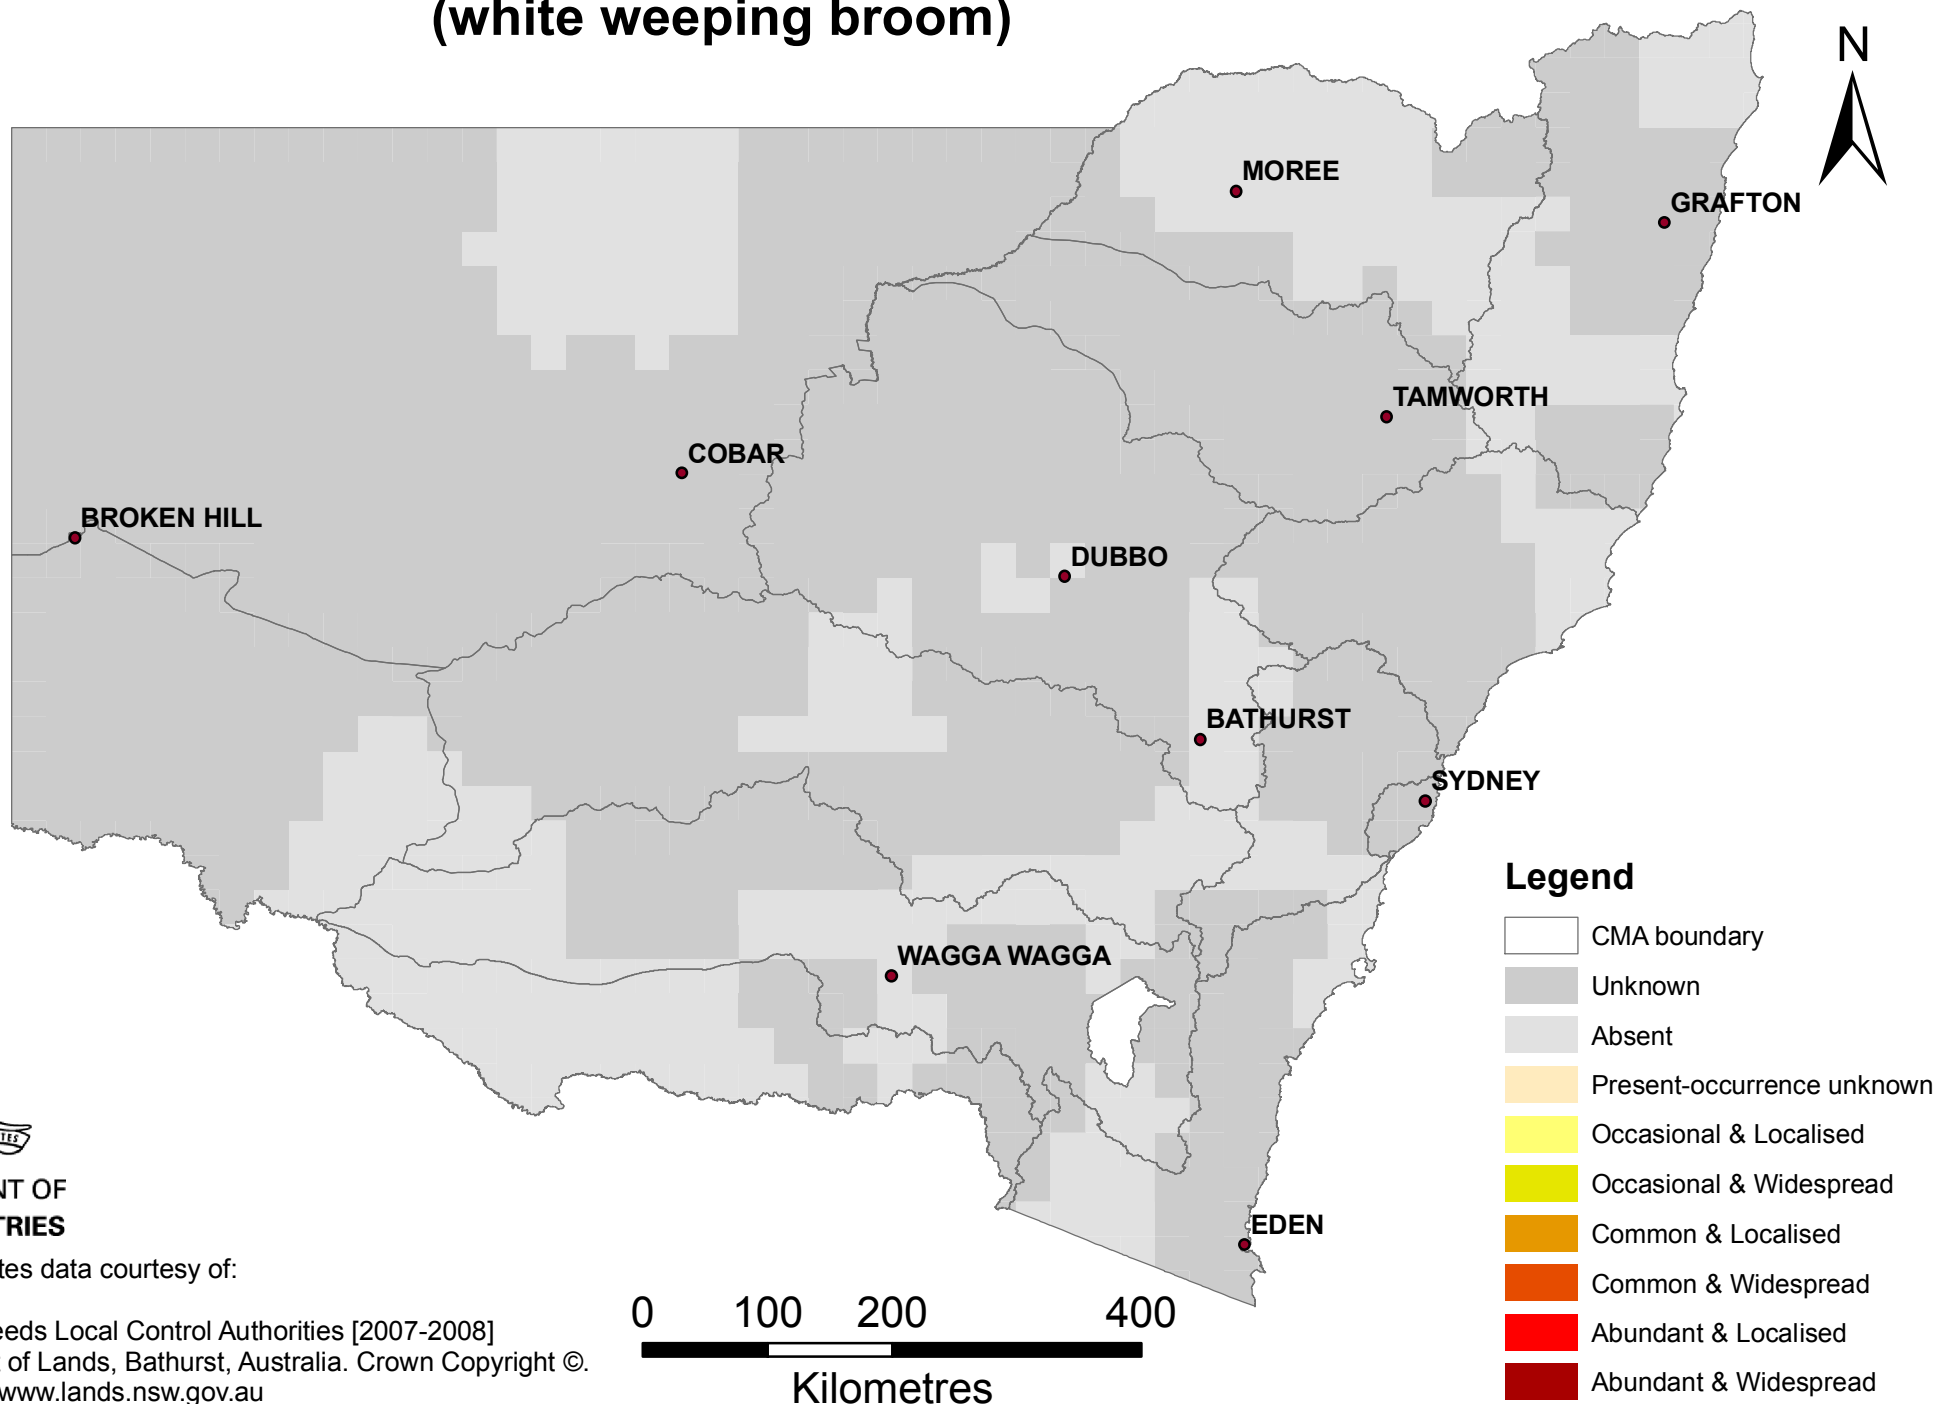 (white weeping broom)
N
MOREE
GRAFTON
TAMWORTH
COBAR
BROKEN HILL
DUBBO
BATHURST
SYDNEY
WAGGA WAGGA
EDEN
Legend
CMA boundary
Unknown
Absent
Present-occurrence unknown
Occasional & Localised
Occasional & Widespread
Common & Localised
Common & Widespread
Abundant & Localised
Abundant & Widespread
NT OF
TRIES
tes data courtesy of:
eeds Local Control Authorities [2007-2008]
t of Lands, Bathurst, Australia. Crown Copyright ©.
www.lands.nsw.gov.au
0 100 200 400
Kilometres